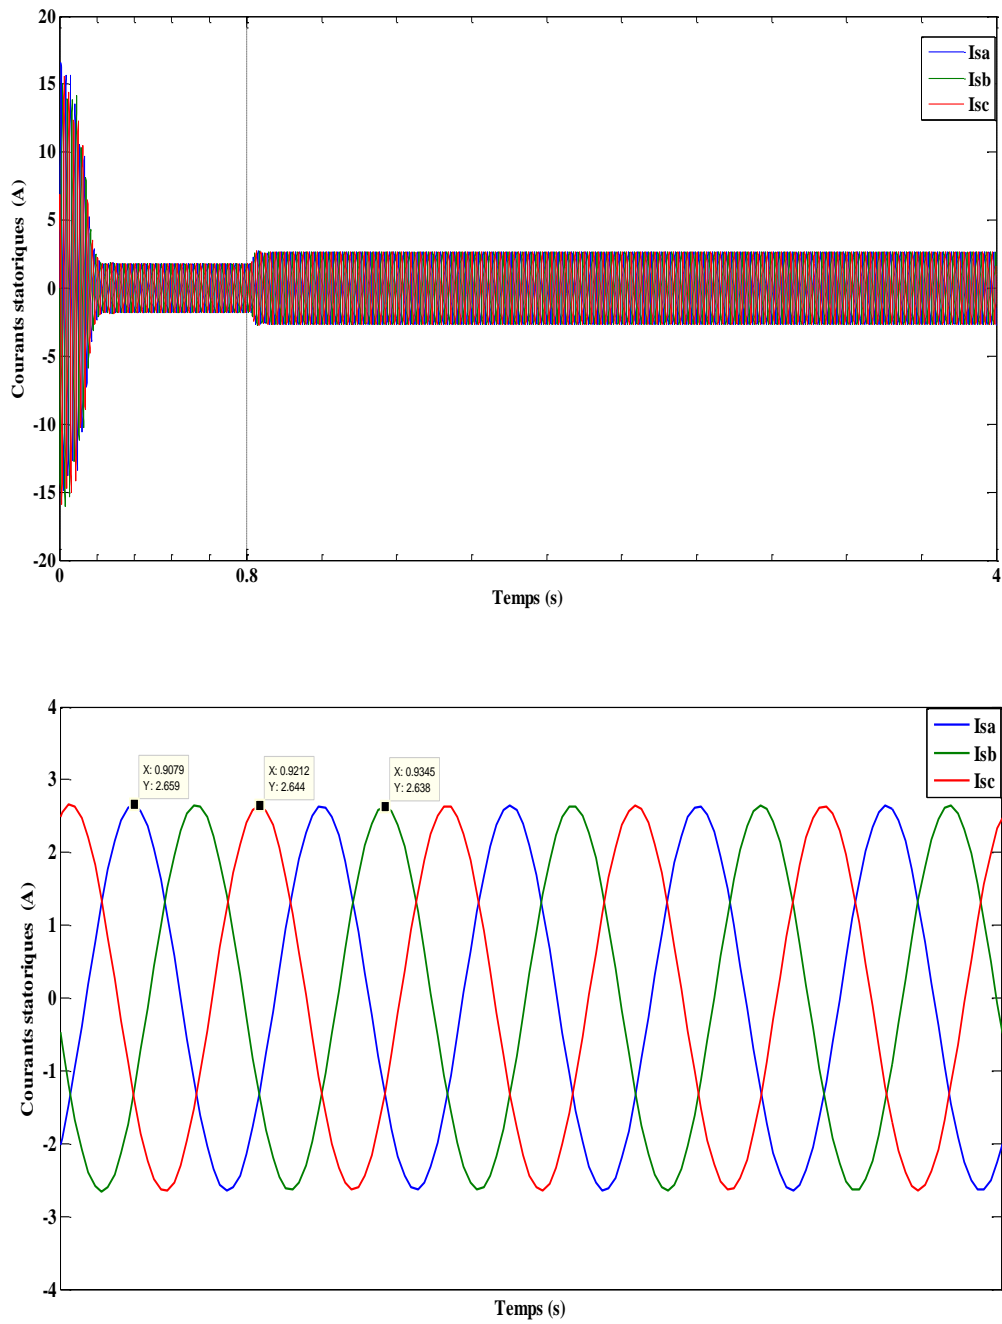 20
15
10
5
0
-5
-10
-15
-20
Courants statoriques (A)
Isa
Isb
Isc
0
0.8
4
Temps (s)
4
3
2
1
0
-1
-2
-3
-4
Courants statoriques (A)
X: 0.9079
Y: 2.659
X: 0.9212
Y: 2.644
X: 0.9345
Y: 2.638
Isa
Isb
Isc
Temps (s)